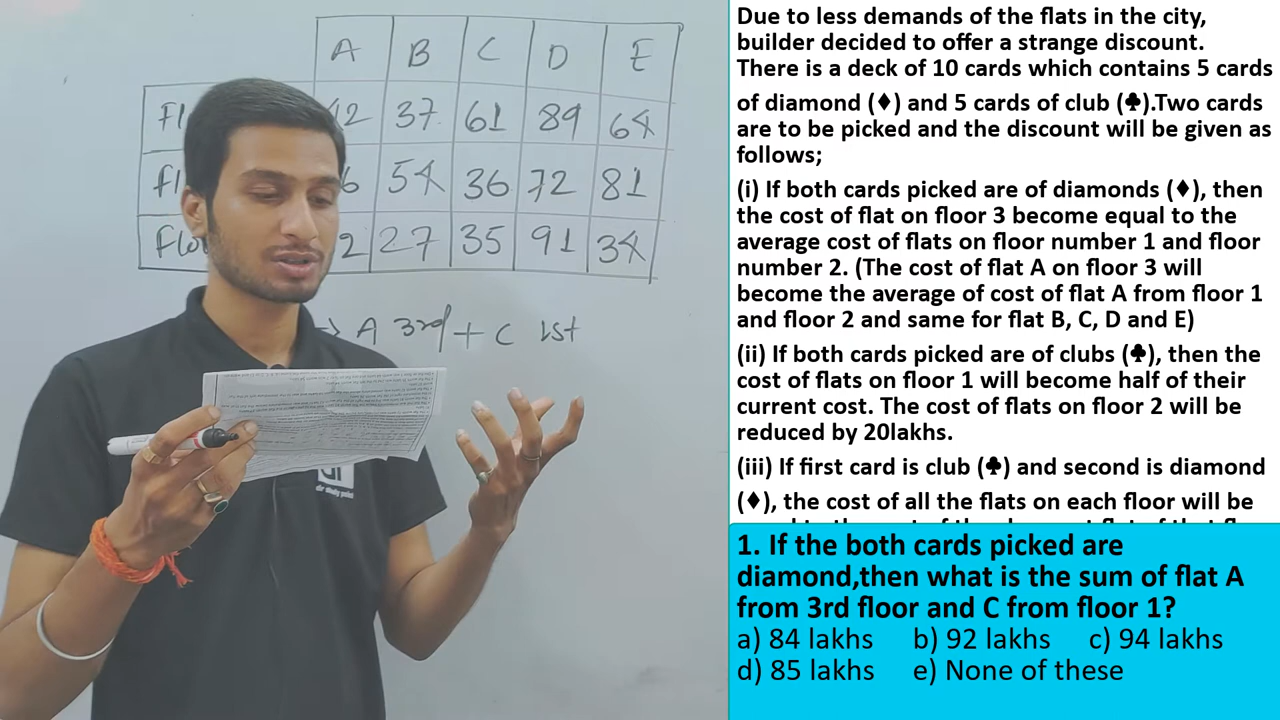 A B C D E
Fl 12 37 61 89 64
Fl 6 54 36 72 81
Flo 2 27 35 91 34
→ A 3rd + C 1st
Due to less demands of the flats in the city,
builder decided to offer a strange discount.
There is a deck of 10 cards which contains 5 cards
of diamond (♦) and 5 cards of club (♣).Two cards
are to be picked and the discount will be given as
follows;
(i) If both cards picked are of diamonds (♦), then
the cost of flat on floor 3 become equal to the
average cost of flats on floor number 1 and floor
number 2. (The cost of flat A on floor 3 will
become the average of cost of flat A from floor 1
and floor 2 and same for flat B, C, D and E)
(ii) If both cards picked are of clubs (♣), then the
cost of flats on floor 1 will become half of their
current cost. The cost of flats on floor 2 will be
reduced by 20lakhs.
(iii) If first card is club (♣) and second is diamond
(♦), the cost of all the flats on each floor will be
1. If the both cards picked are
diamond,then what is the sum of flat A
from 3rd floor and C from floor 1?
a) 84 lakhs b) 92 lakhs c) 94 lakhs
d) 85 lakhs e) None of these